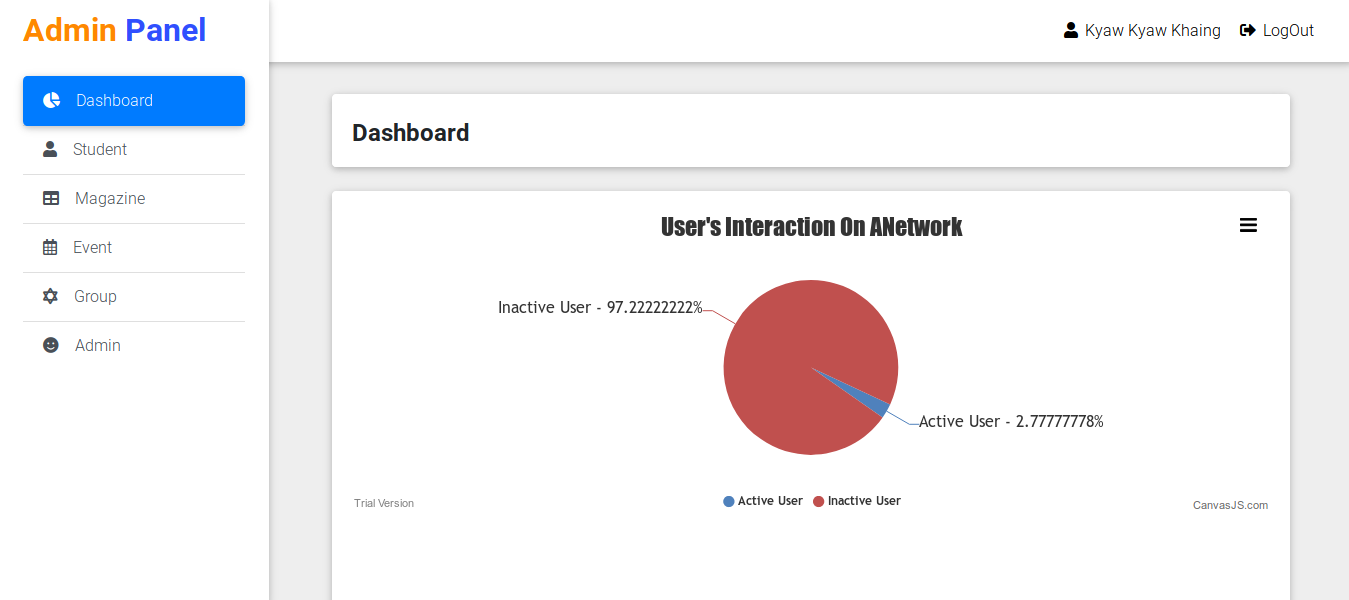 Admin Panel
Kyaw Kyaw Khaing
LogOut
Dashboard
Student
Magazine
Event
Group
Admin
Dashboard
User's Interaction On ANetwork
Inactive User - 97.22222222%
Active User - 2.77777778%
Active User
Inactive User
Trial Version
CanvasJS.com